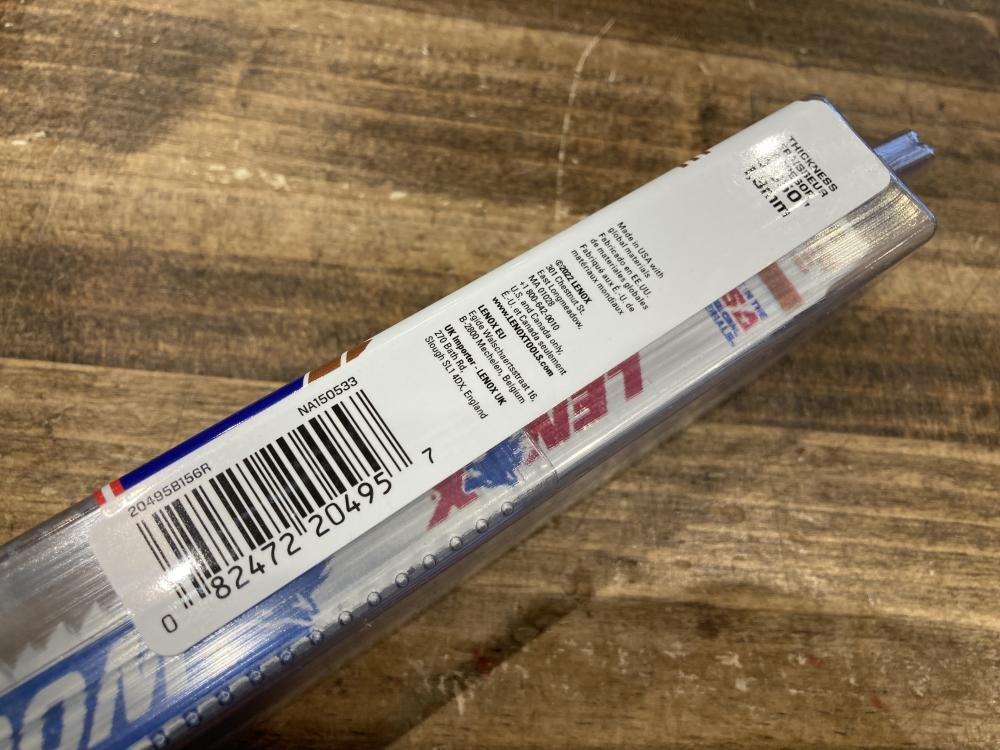 THICKNESS
Made in USA with
global materials
Fabricado en EE UU.
de materiales globales
Fabriqué aux É.-U. de
matériaux mondiaux
©2022 LENOX
301 Chestnut St.
East Longmeadow,
MA 01028
+1 800-642-0010
U.S. and Canada only,
É.-U. et Canada seulement
www.LENOXTOOLS.com
LENOX EU
Egide Walschaertsstraat 16,
B-2800 Mechelen, Belgium
UK Importer - LENOX UK
270 Bath Rd.,
Slough SL1 4DX, England
NA150533
20495B156R
0 82472 20495 7
IN THE
USA
LENOX